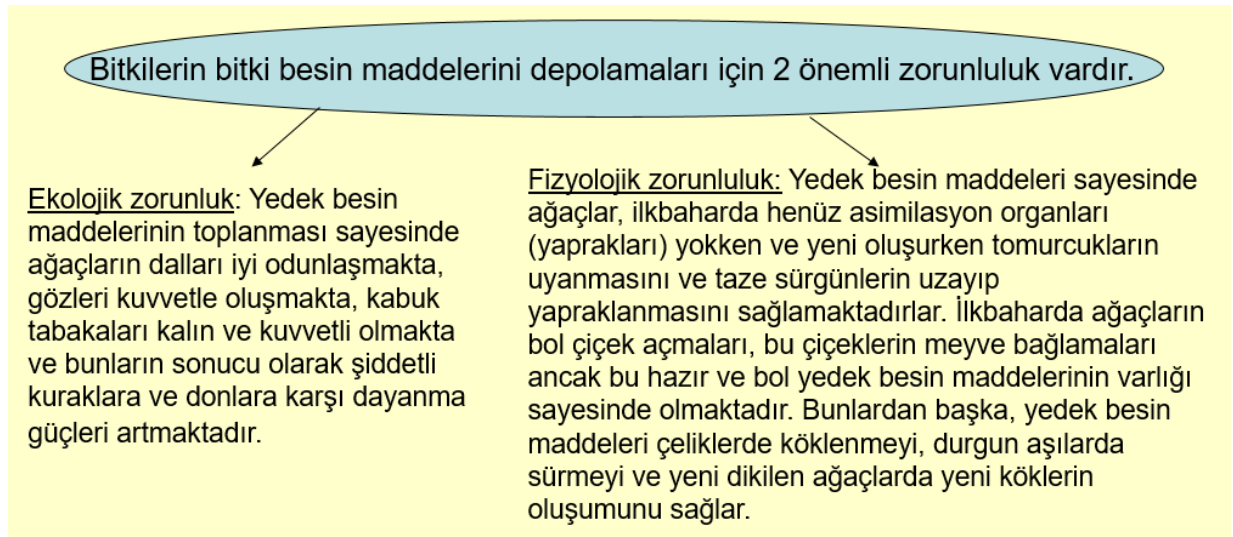 Bitkilerin bitki besin maddelerini depolamaları için 2 önemli zorunluluk vardır.
Ekolojik zorunluk: Yedek besin
maddelerinin toplanması sayesinde
ağaçların dalları iyi odunlaşmakta,
gözleri kuvvetle oluşmakta, kabuk
tabakaları kalın ve kuvvetli olmakta
ve bunların sonucu olarak şiddetli
kuraklara ve donlara karşı dayanma
güçleri artmaktadır.
Fizyolojik zorunluluk: Yedek besin maddeleri sayesinde
ağaçlar, ilkbaharda henüz asimilasyon organları
(yaprakları) yokken ve yeni oluşurken tomurcukların
uyanmasını ve taze sürgünlerin uzayıp
yapraklanmasını sağlamaktadırlar. İlkbaharda ağaçların
bol çiçek açmaları, bu çiçeklerin meyve bağlamaları
ancak bu hazır ve bol yedek besin maddelerinin varlığı
sayesinde olmaktadır. Bunlardan başka, yedek besin
maddeleri çeliklerde köklenmeyi, durgun aşılarda
sürmeyi ve yeni dikilen ağaçlarda yeni köklerin
oluşumunu sağlar.